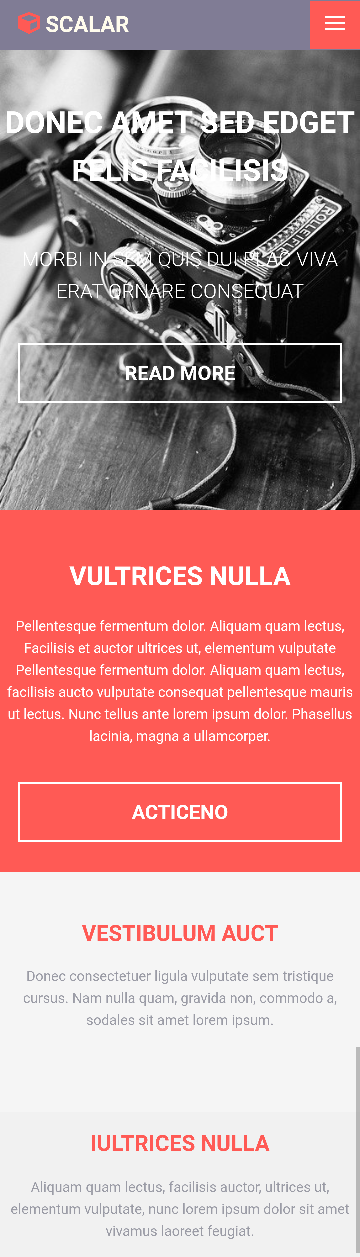 SCALAR
DONEC AMET SED EDGET
FELIS FACILISIS
MORBI IN SEM QUIS DUI PLAC VIVA
ERAT ORNARE CONSEQUAT
READ MORE
ROLLEI
VULTRICES NULLA
Pellentesque fermentum dolor. Aliquam quam lectus,
Facilisis et auctor ultrices ut, elementum vulputate
Pellentesque fermentum dolor. Aliquam quam lectus,
facilisis aucto vulputate consequat pellentesque mauris
ut lectus. Nunc tellus ante lorem ipsum dolor. Phasellus
lacinia, magna a ullamcorper.
ACTICENO
VESTIBULUM AUCT
Donec consectetuer ligula vulputate sem tristique
cursus. Nam nulla quam, gravida non, commodo a,
sodales sit amet lorem ipsum.
IULTRICES NULLA
Aliquam quam lectus, facilisis auctor, ultrices ut,
elementum vulputate, nunc lorem ipsum dolor sit amet
vivamus laoreet feugiat.